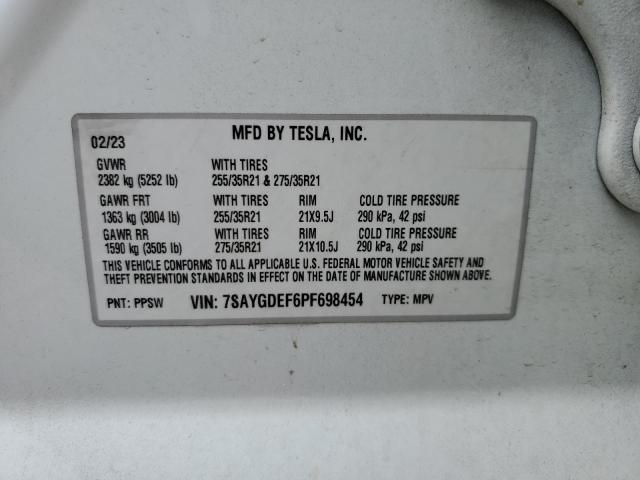 MFD BY TESLA, INC.
02/23
GVWR WITH TIRES
2382 kg (5252 lb) 255/35R21 & 275/35R21
GAWR FRT WITH TIRES RIM COLD TIRE PRESSURE
1363 kg (3004 lb) 255/35R21 21X9.5J 290 kPa, 42 psi
GAWR RR WITH TIRES RIM COLD TIRE PRESSURE
1590 kg (3505 lb) 275/35R21 21X10.5J 290 kPa, 42 psi
THIS VEHICLE CONFORMS TO ALL APPLICABLE U.S. FEDERAL MOTOR VEHICLE SAFETY AND
THEFT PREVENTION STANDARDS IN EFFECT ON THE DATE OF MANUFACTURE SHOWN ABOVE.
PNT: PPSW VIN: 7SAYGDEF6PF698454 TYPE: MPV